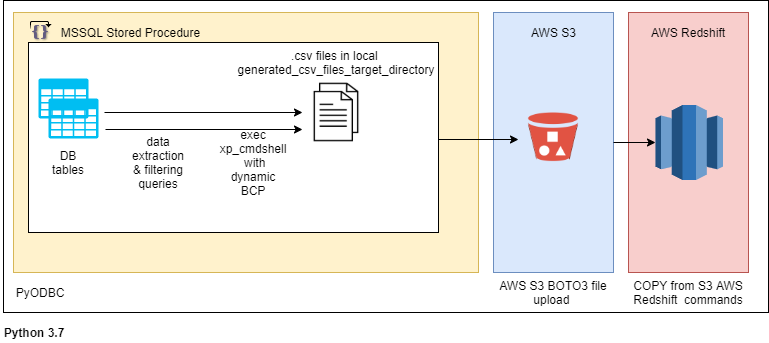 {}
MSSQL Stored Procedure
.csv files in local
generated_csv_files_target_directory
DB
tables
data
extraction
& filtering
queries
exec
xp_cmdshell
with
dynamic
BCP
PyODBC
AWS S3
AWS S3 BOTO3 file
upload
AWS Redshift
COPY from S3 AWS
Redshift commands
Python 3.7